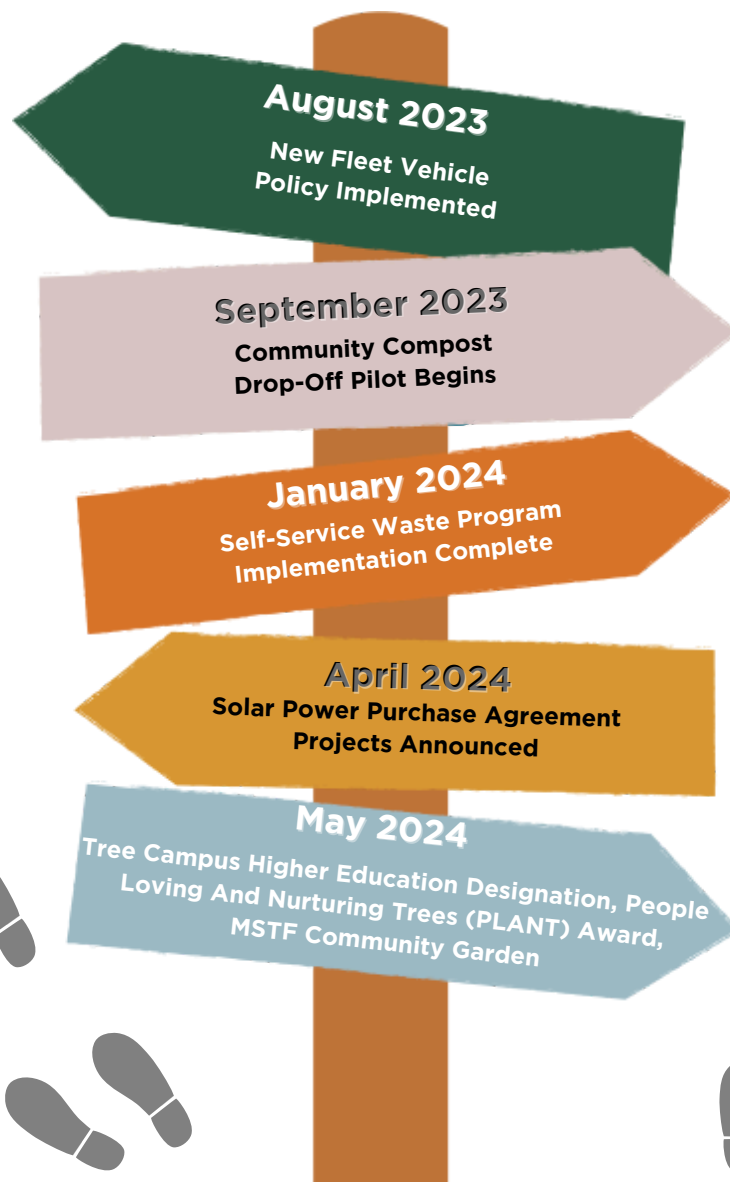 August 2023
New Fleet Vehicle
Policy Implemented
September 2023
Community Compost
Drop-Off Pilot Begins
January 2024
Self-Service Waste Program
Implementation Complete
April 2024
Solar Power Purchase Agreement
Projects Announced
May 2024
Tree Campus Higher Education Designation, People
Loving And Nurturing Trees (PLANT) Award,
MSTF Community Garden